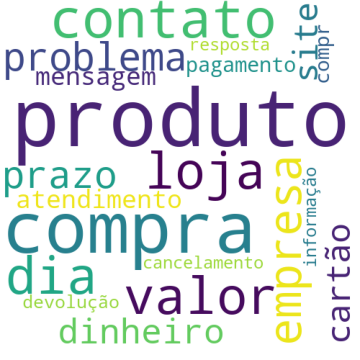 contato
site
compr
problema
resposta
mensagem
pagamento
produto
prazo
loja
empresa
informação
atendimento
compra
cartão
dia
cancelamento
devolução
valor
dinheiro